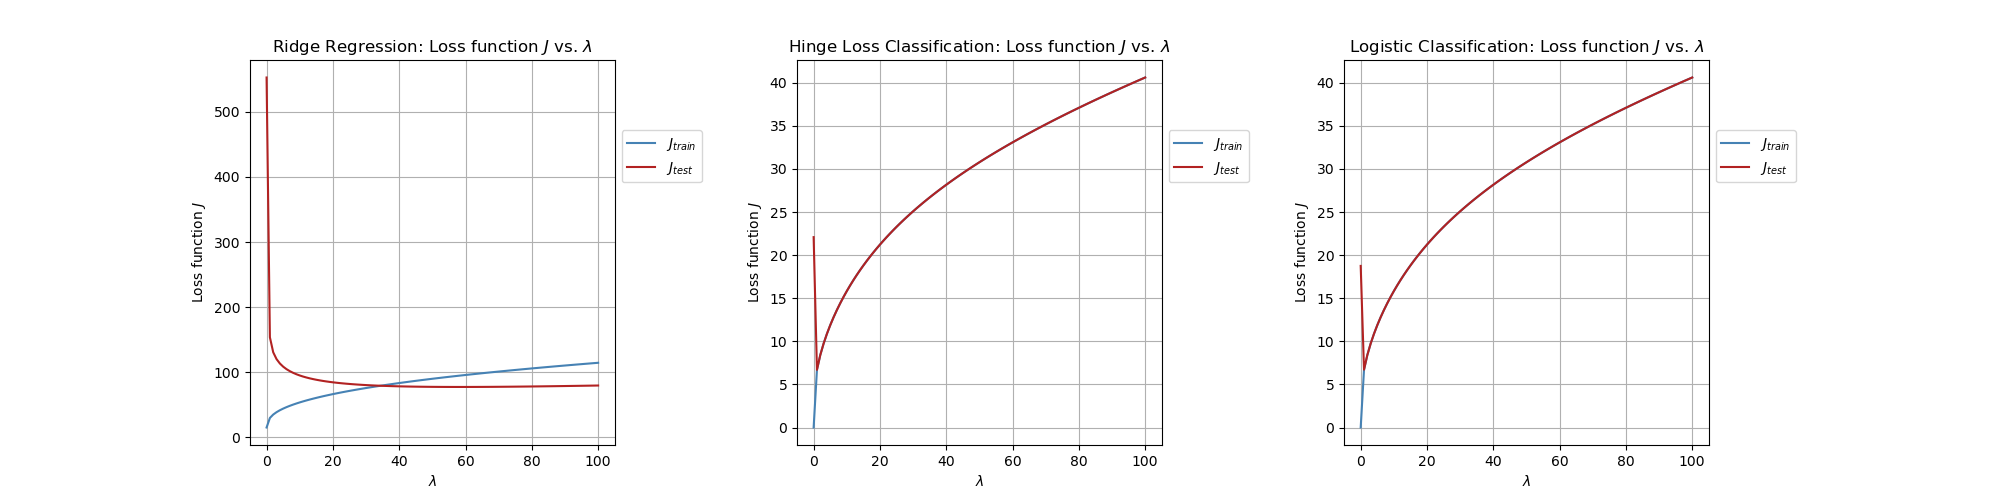 Ridge Regression: Loss function J vs. λ
Loss function J
500
400
300
200
100
0
0 20 40 60 80 100
λ
J_train
J_test
Hinge Loss Classification: Loss function J vs. λ
Loss function J
40
35
30
25
20
15
10
5
0
0 20 40 60 80 100
λ
J_train
J_test
Logistic Classification: Loss function J vs. λ
Loss function J
40
35
30
25
20
15
10
5
0
0 20 40 60 80 100
λ
J_train
J_test